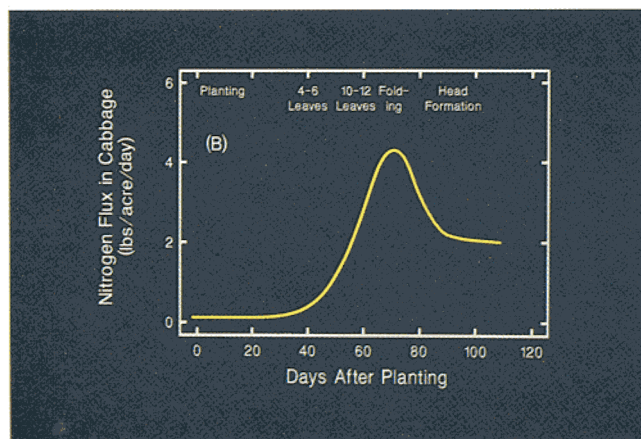 6
Planting
4-6
Leaves
10-12
Leaves
Fold-
ing
Head
Formation
(B)
4
2
0
Nitrogen Flux in Cabbage
(lbs/acre/day)
0 20 40 60 80 100 120
Days After Planting